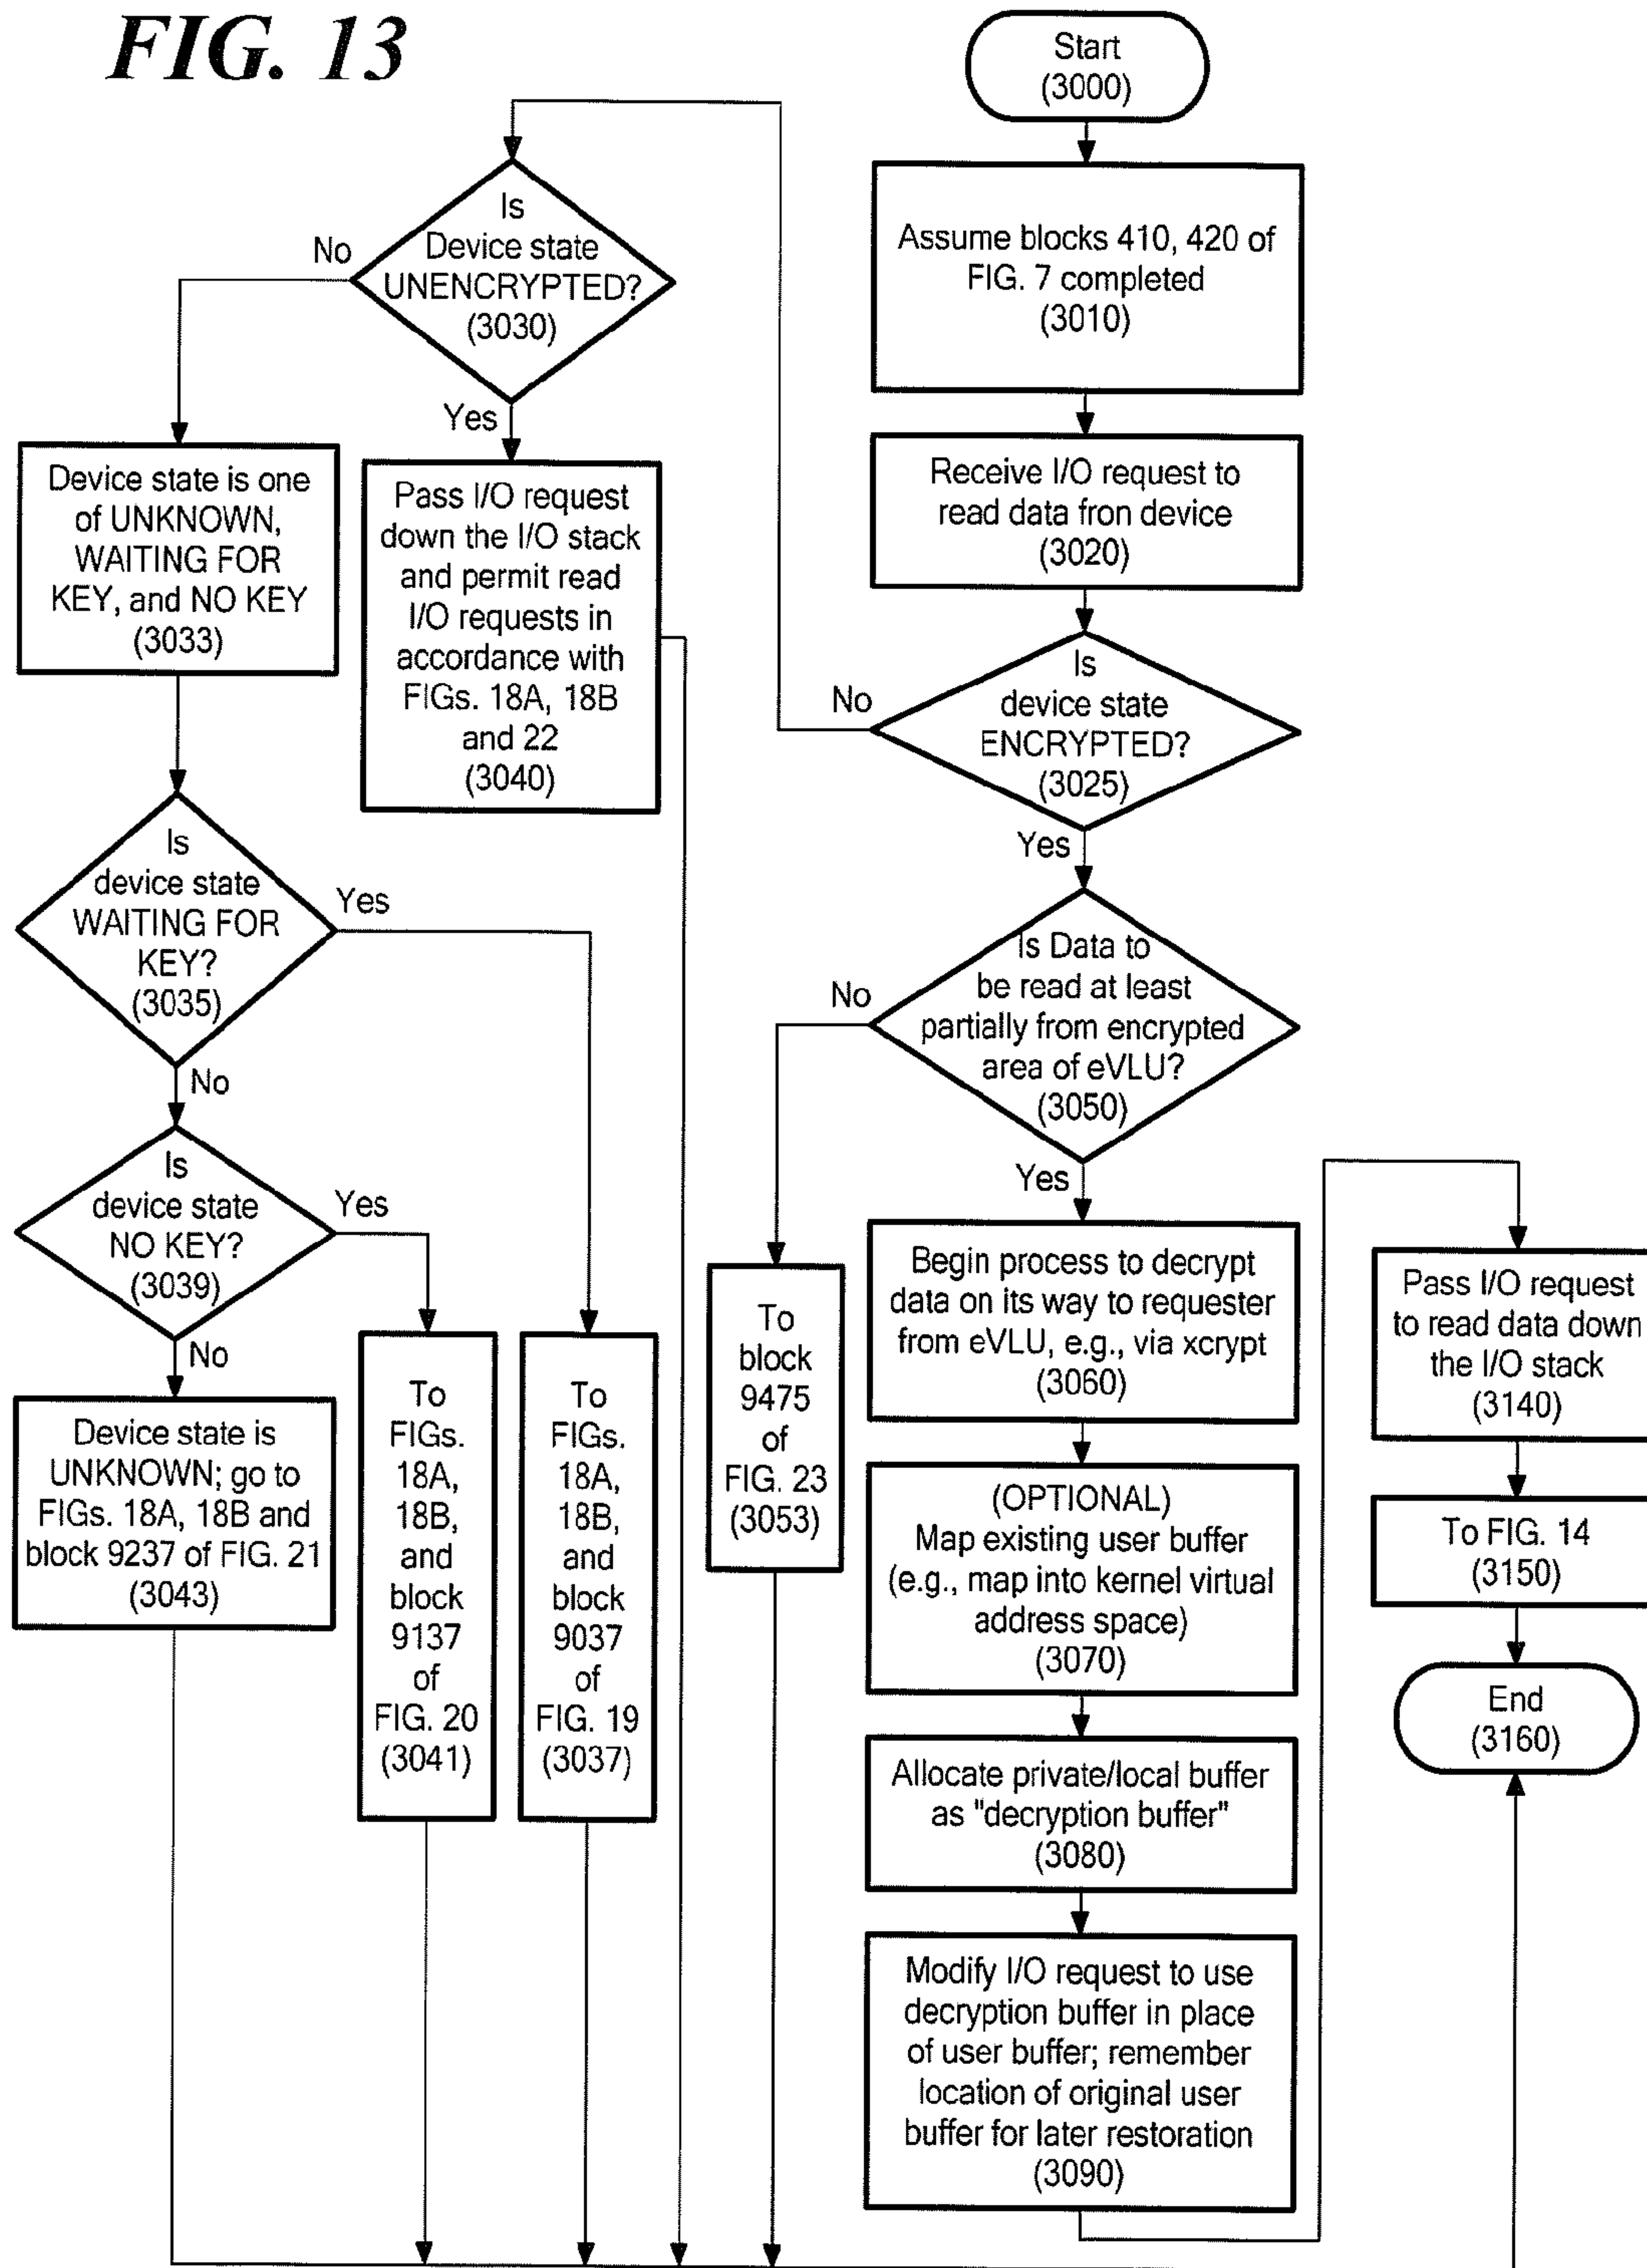 FIG. 13
Start
(3000)
Assume blocks 410, 420 of
FIG. 7 completed
(3010)
Receive I/O request to
read data fron device
(3020)
Is
device state
ENCRYPTED?
(3025)
No
Yes
Is
Device state
UNENCRYPTED?
(3030)
No
Yes
Device state is one
of UNKNOWN,
WAITING FOR
KEY, and NO KEY
(3033)
Pass I/O request
down the I/O stack
and permit read
I/O requests in
accordance with
FIGs. 18A, 18B
and 22
(3040)
Is
device state
WAITING FOR
KEY?
(3035)
Yes
No
Is
device state
NO KEY?
(3039)
Yes
No
Device state is
UNKNOWN; go to
FIGs. 18A, 18B and
block 9237 of FIG. 21
(3043)
To
FIGs.
18A,
18B,
and
block
9137
of
FIG. 20
(3041)
To
FIGs.
18A,
18B,
and
block
9037
of
FIG. 19
(3037)
Is Data to
be read at least
partially from encrypted
area of eVLU?
(3050)
No
Yes
To
block
9475
of
FIG. 23
(3053)
Begin process to decrypt
data on its way to requester
from eVLU, e.g., via xcrypt
(3060)
(OPTIONAL)
Map existing user buffer
(e.g., map into kernel virtual
address space)
(3070)
Allocate private/local buffer
as "decryption buffer"
(3080)
Modify I/O request to use
decryption buffer in place
of user buffer; remember
location of original user
buffer for later restoration
(3090)
Pass I/O request
to read data down
the I/O stack
(3140)
To FIG. 14
(3150)
End
(3160)